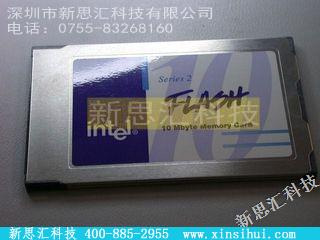 深圳市新思汇科技有限公司
电话：0755-83268160
10
Series 2
FLASH
新思汇科技
intel
10 Mbyte Memory Card
新思汇科技
新思汇科技 400-885-2955 www.xinsihui.com